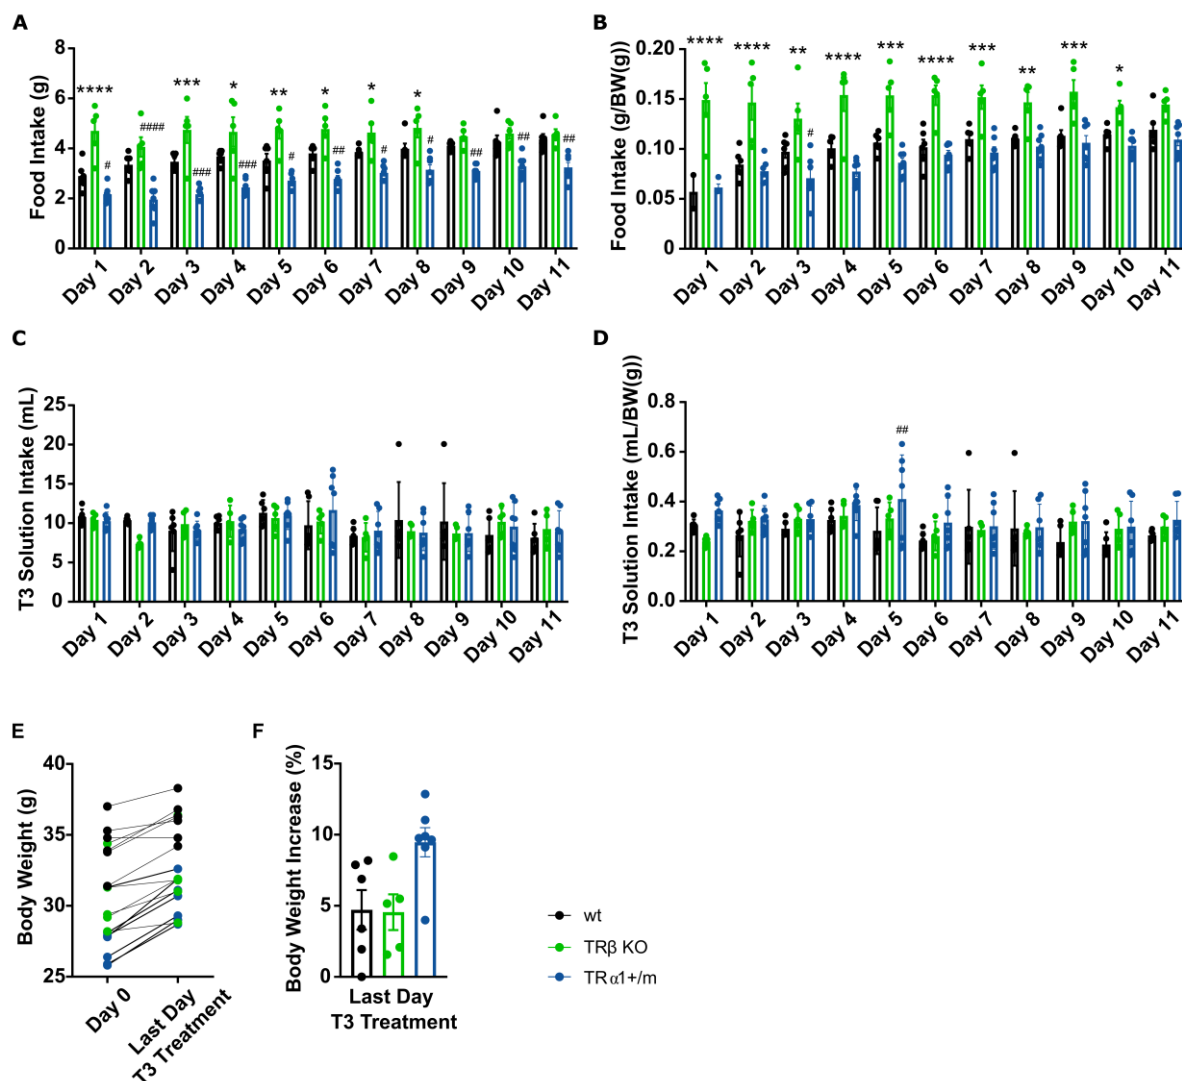 A
Food Intake (g)
8
6
4
2
0
**** *** * ** * * *
# #### ### ### # ## # # ## ## ##
Day 1 Day 2 Day 3 Day 4 Day 5 Day 6 Day 7 Day 8 Day 9 Day 10 Day 11
B
Food Intake (g/BW(g))
0.20
0.15
0.10
0.05
0
**** **** ** **** *** **** *** ** *** *
#
Day 1 Day 2 Day 3 Day 4 Day 5 Day 6 Day 7 Day 8 Day 9 Day 10 Day 11
C
T3 Solution Intake (mL)
25
20
15
10
5
0
Day 1 Day 2 Day 3 Day 4 Day 5 Day 6 Day 7 Day 8 Day 9 Day 10 Day 11
D
T3 Solution Intake (mL/BW(g))
0.8
0.6
0.4
0.2
0.0
##
Day 1 Day 2 Day 3 Day 4 Day 5 Day 6 Day 7 Day 8 Day 9 Day 10 Day 11
E
Body Weight (g)
40
35
30
25
Day 0
Last Day
T3 Treatment
F
Body Weight Increase (%)
15
10
5
0
Last Day
T3 Treatment
wt
TRβ KO
TRα1+/m